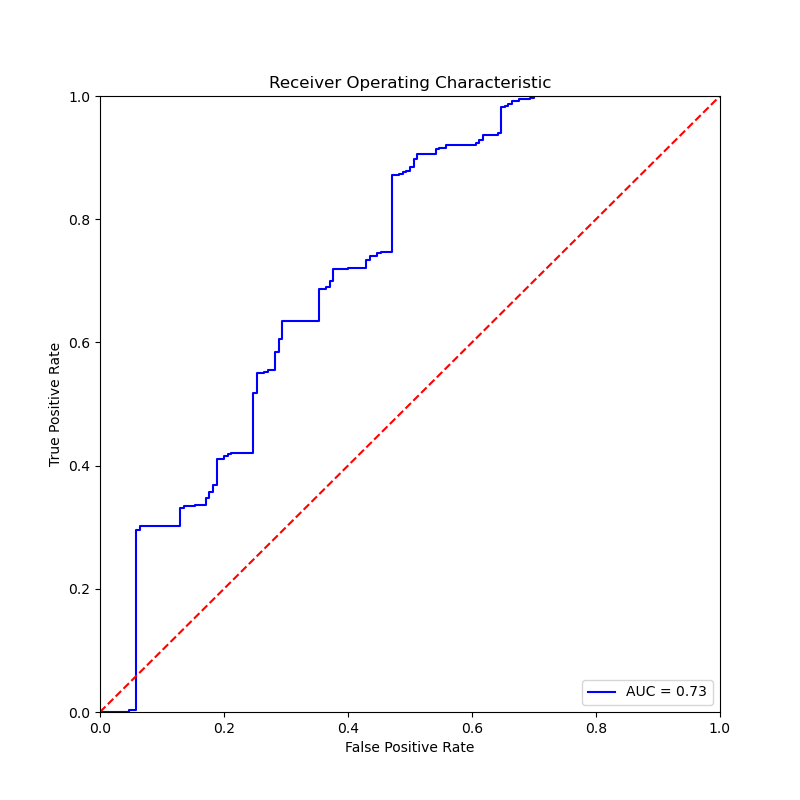 Receiver Operating Characteristic
1.0
0.8
0.6
0.4
0.2
0.0
True Positive Rate
AUC = 0.73
0.0 0.2 0.4 0.6 0.8 1.0
False Positive Rate